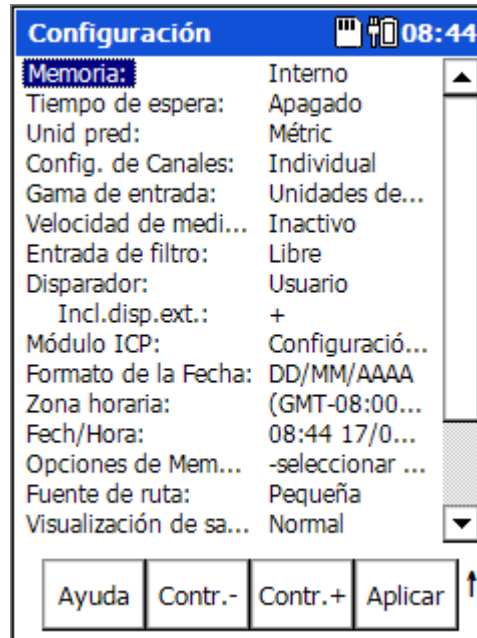 Configuración 08:44
Memoria: Interno
Tiempo de espera: Apagado
Unid pred: Métric
Config. de Canales: Individual
Gama de entrada: Unidades de...
Velocidad de medi... Inactivo
Entrada de filtro: Libre
Disparador: Usuario
Incl.disp.ext.: +
Módulo ICP: Configuració...
Formato de la Fecha: DD/MM/AAAA
Zona horaria: (GMT-08:00...
Fech/Hora: 08:44 17/0...
Opciones de Mem... -seleccionar ...
Fuente de ruta: Pequeña
Visualización de sa... Normal
Ayuda Contr.- Contr.+ Aplicar